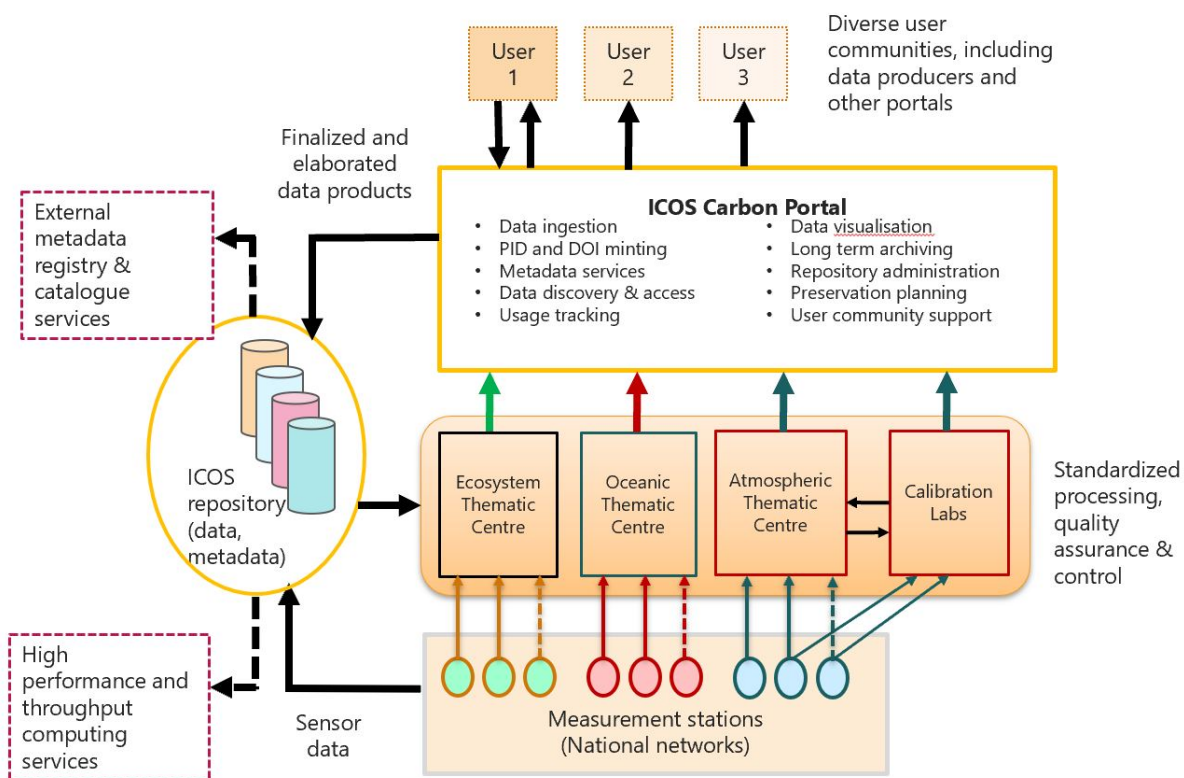 User
1
User
2
User
3
Diverse user
communities, including
data producers and
other portals
Finalized and
elaborated
data products
External
metadata
registry &
catalogue
services
ICOS Carbon Portal
• Data ingestion
• PID and DOI minting
• Metadata services
• Data discovery & access
• Usage tracking
• Data visualisation
• Long term archiving
• Repository administration
• Preservation planning
• User community support
ICOS
repository
(data,
metadata)
Ecosystem
Thematic
Centre
Oceanic
Thematic
Centre
Atmospheric
Thematic
Centre
Calibration
Labs
Standardized
processing,
quality
assurance &
control
High
performance and
throughput
computing
services
Sensor
data
Measurement stations
(National networks)